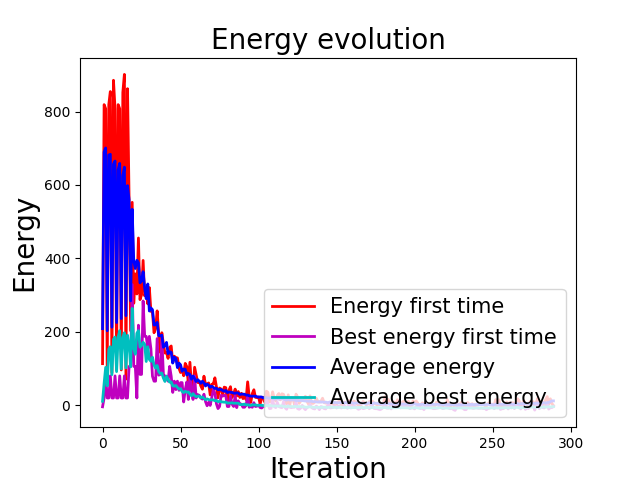 Energy evolution
Energy
800
600
400
200
0
Energy first time
Best energy first time
Average energy
Average best energy
0 50 100 150 200 250 300
Iteration